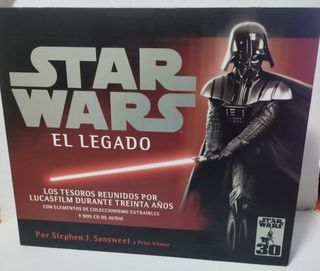 STAR
WARS
EL LEGADO
LOS TESOROS REUNIDOS POR
LUCASFILM DURANTE TREINTA AÑOS
CON ELEMENTOS DE COLECCIONISMO EXTRAÍBLES
Y DOS CD DE AUDIO
Por Stephen J. Sansweet y Peter Vilmur
STAR
WARS
30